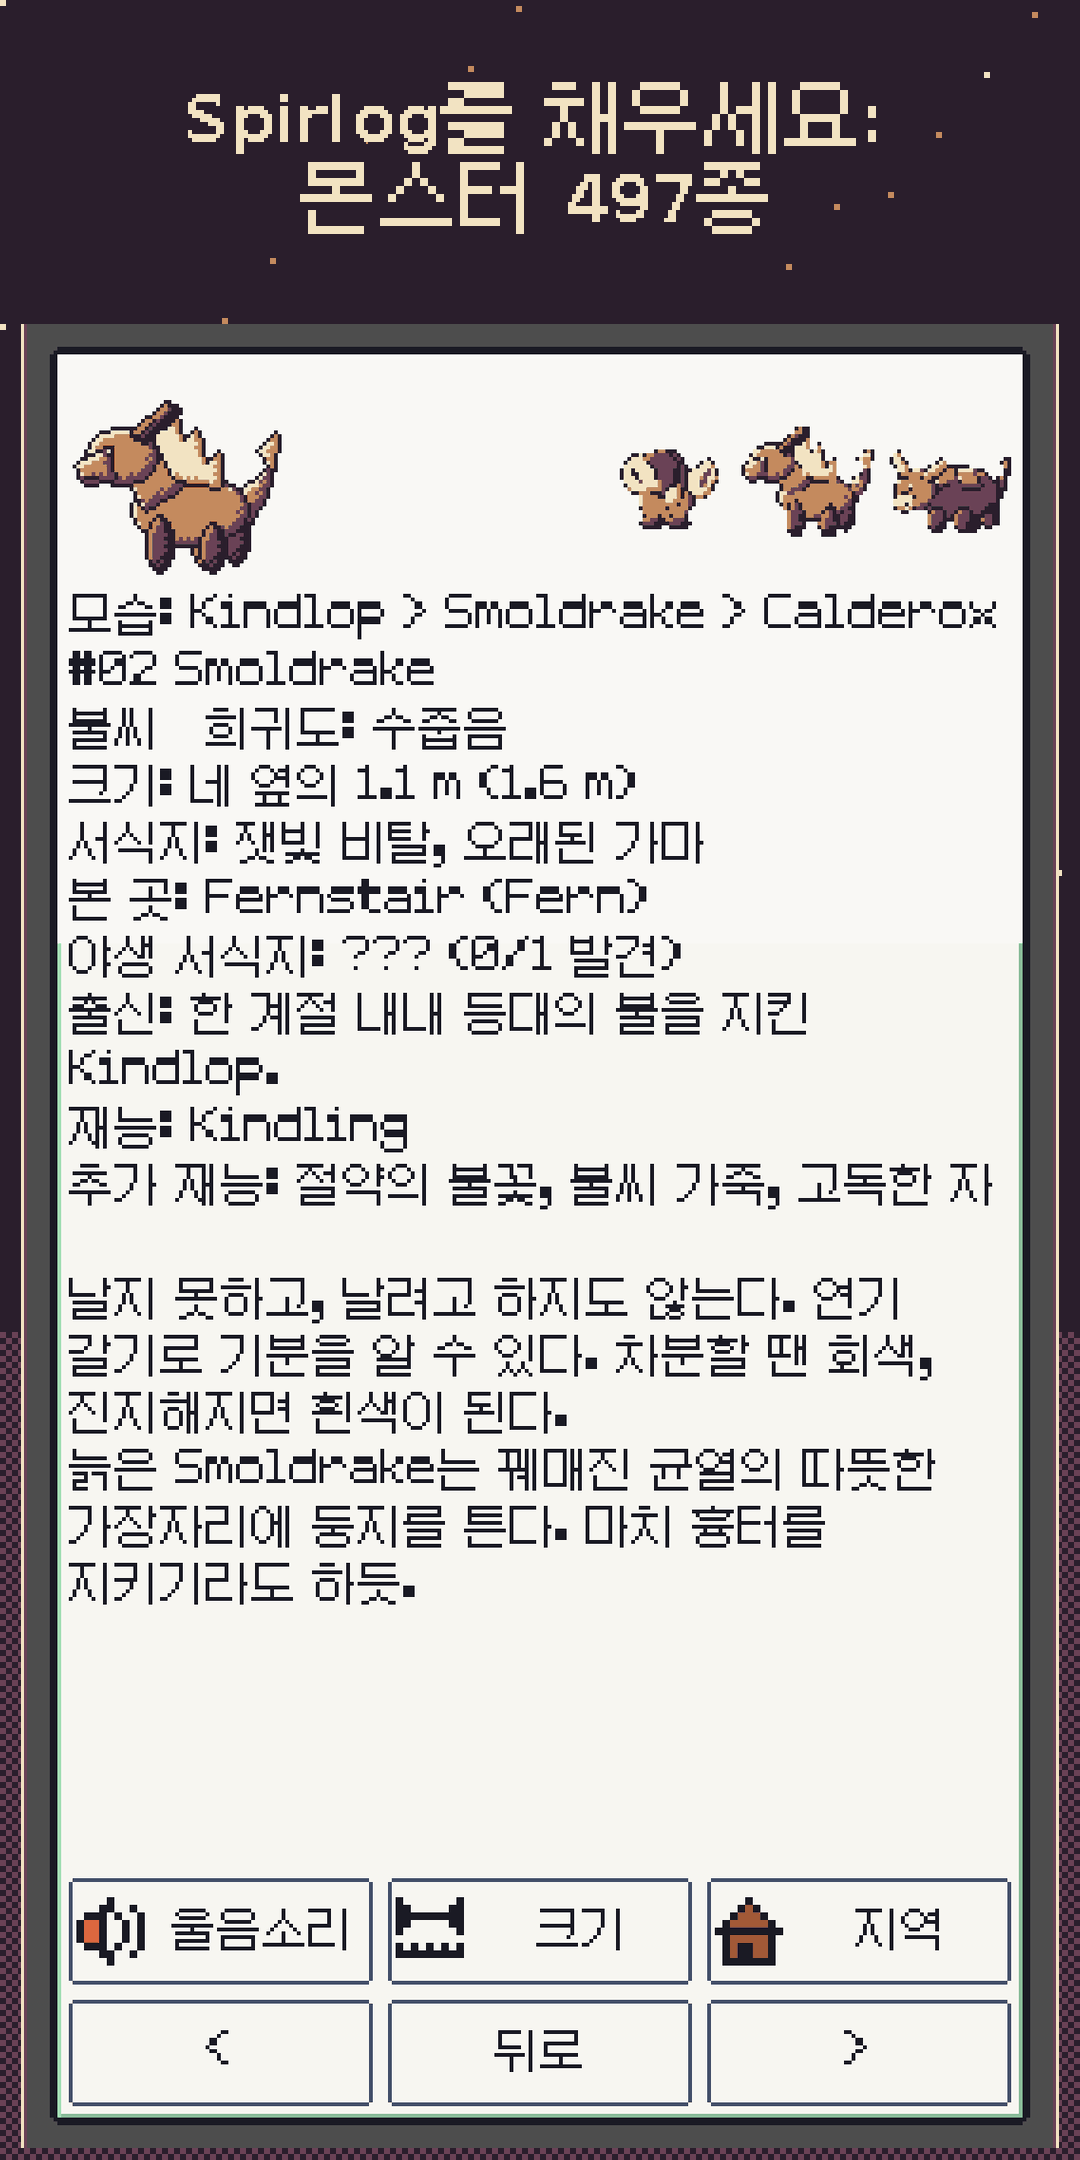 Spirlog를 채우세요:
몬스터 497종
모습: Kindlop > Smoldrake > Calderox
#02 Smoldrake
불씨 희귀도: 수줍음
크기: 네 옆의 1.1 m (1.6 m)
서식지: 잿빛 비탈, 오래된 가마
본 곳: Fernstair (Fern)
야생 서식지: ??? (0/1 발견)
출신: 한 계절 내내 등대의 불을 지킨
Kindlop.
재능: Kindling
추가 재능: 절약의 불꽃, 불씨 가죽, 고독한 자
날지 못하고, 날려고 하지도 않는다. 연기
갈기로 기분을 알 수 있다. 차분할 땐 회색,
진지해지면 흰색이 된다.
늙은 Smoldrake는 꿰매진 균열의 따뜻한
가장자리에 둥지를 튼다. 마치 흉터를
지키기라도 하듯.
울음소리
크기
지역
<
뒤로
>